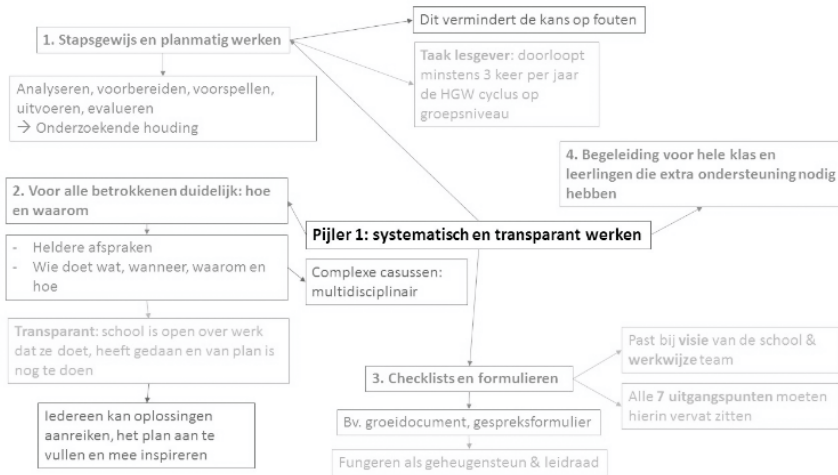 1. Stapsgewijs en planmatig werken
Dit vermindert de kans op fouten
Taak lesgever: doorloopt
minstens 3 keer per jaar
de HGW cyclus op
groepsniveau
Analyseren, voorbereiden, voorspellen,
uitvoeren, evalueren
→ Onderzoekende houding
4. Begeleiding voor hele klas en
leerlingen die extra ondersteuning nodig
hebben
2. Voor alle betrokkenen duidelijk: hoe
en waarom
Pijler 1: systematisch en transparant werken
- Heldere afspraken
- Wie doet wat, wanneer, waarom en
hoe
Complexe casussen:
multidisciplinair
Transparant: school is open over werk
dat ze doet, heeft gedaan en van plan is
nog te doen
Iedereen kan oplossingen
aanreiken, het plan aan te
vullen en mee inspireren
3. Checklists en formulieren
Past bij visie van de school &
werkwijze team
Alle 7 uitgangspunten moeten
hierin vervat zitten
Bv. groeidocument, gespreksformulier
Fungeren als geheugensteun & leidraad